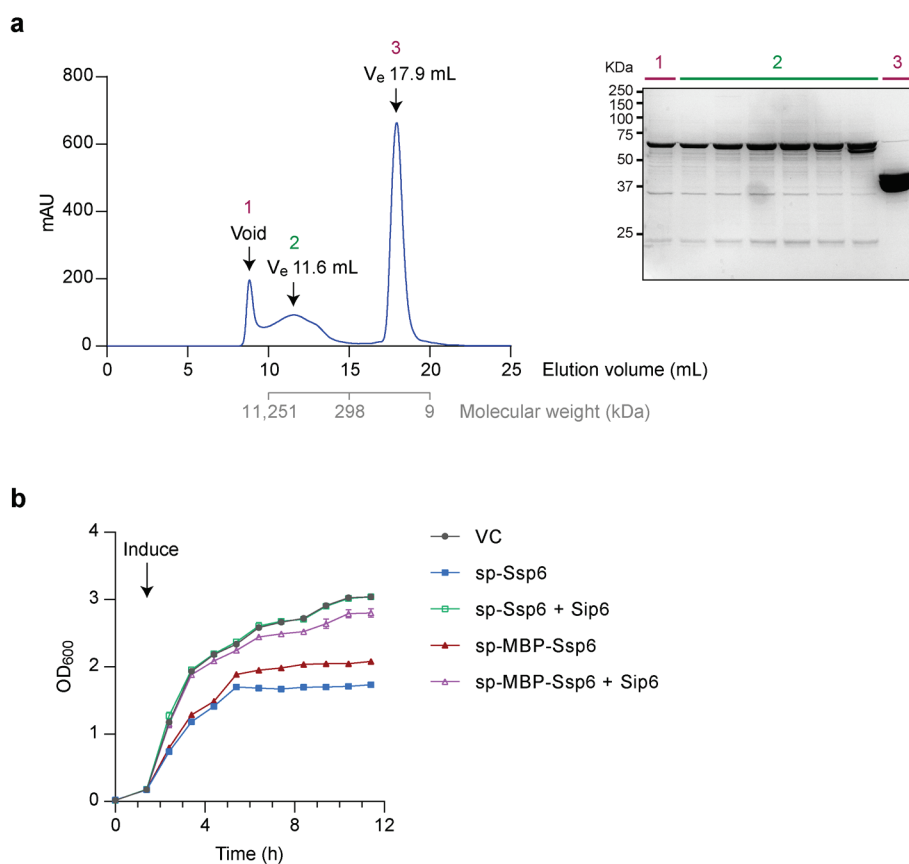 a
800
600
400
200
0
mAU
3
Ve 17.9 mL
1
Void
2
Ve 11.6 mL
0
5
10
15
20
25
Elution volume (mL)
11,251
298
9
Molecular weight (kDa)
KDa
1
2
3
250
150
100
75
50
37
25
b
4
3
2
1
0
OD600
Induce
0
4
8
12
Time (h)
VC
sp-Ssp6
sp-Ssp6 + Sip6
sp-MBP-Ssp6
sp-MBP-Ssp6 + Sip6